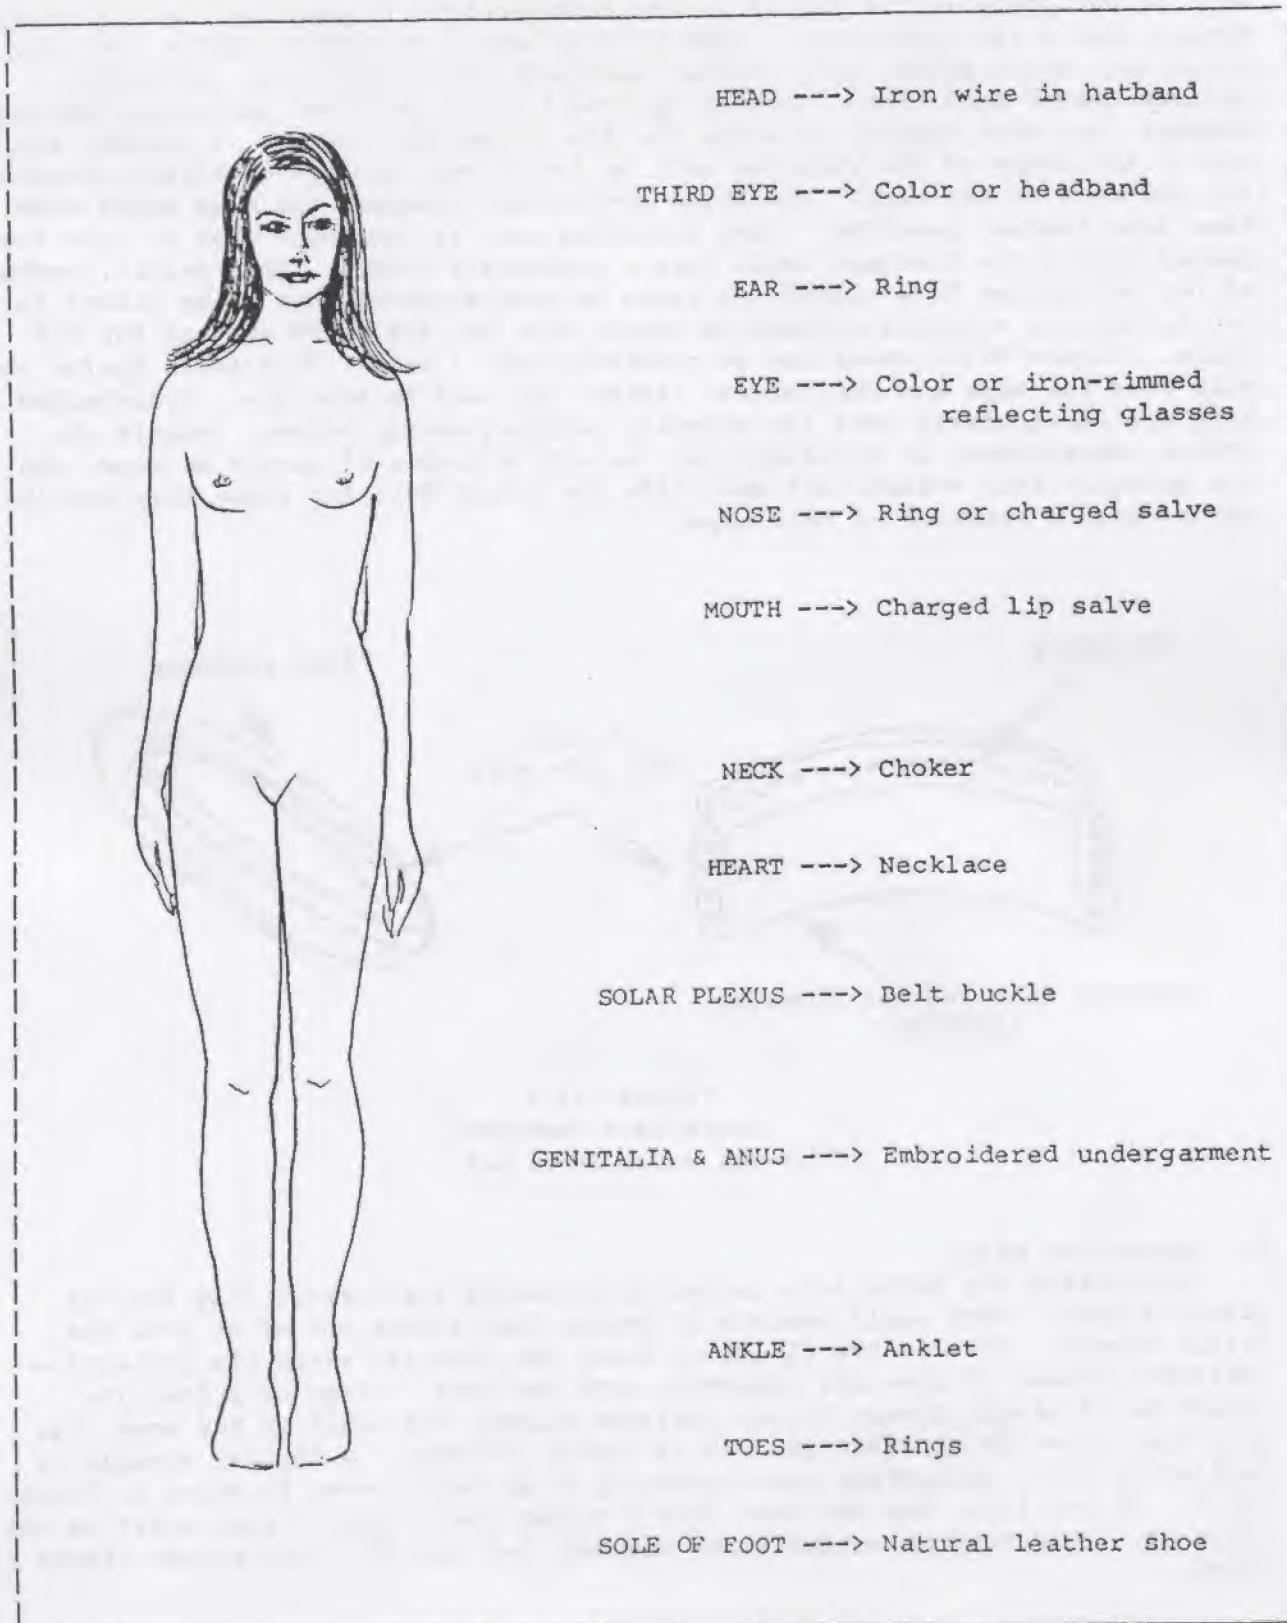 HEAD ---> Iron wire in hatband
THIRD EYE ---> Color or headband
EAR ---> Ring
EYE ---> Color or iron-rimmed
reflecting glasses
NOSE ---> Ring or charged salve
MOUTH ---> Charged lip salve
NECK ---> Choker
HEART ---> Necklace
SOLAR PLEXUS ---> Belt buckle
GENITALIA & ANUS ---> Embroidered undergarment
ANKLE ---> Anklet
TOES ---> Rings
SOLE OF FOOT ---> Natural leather shoe